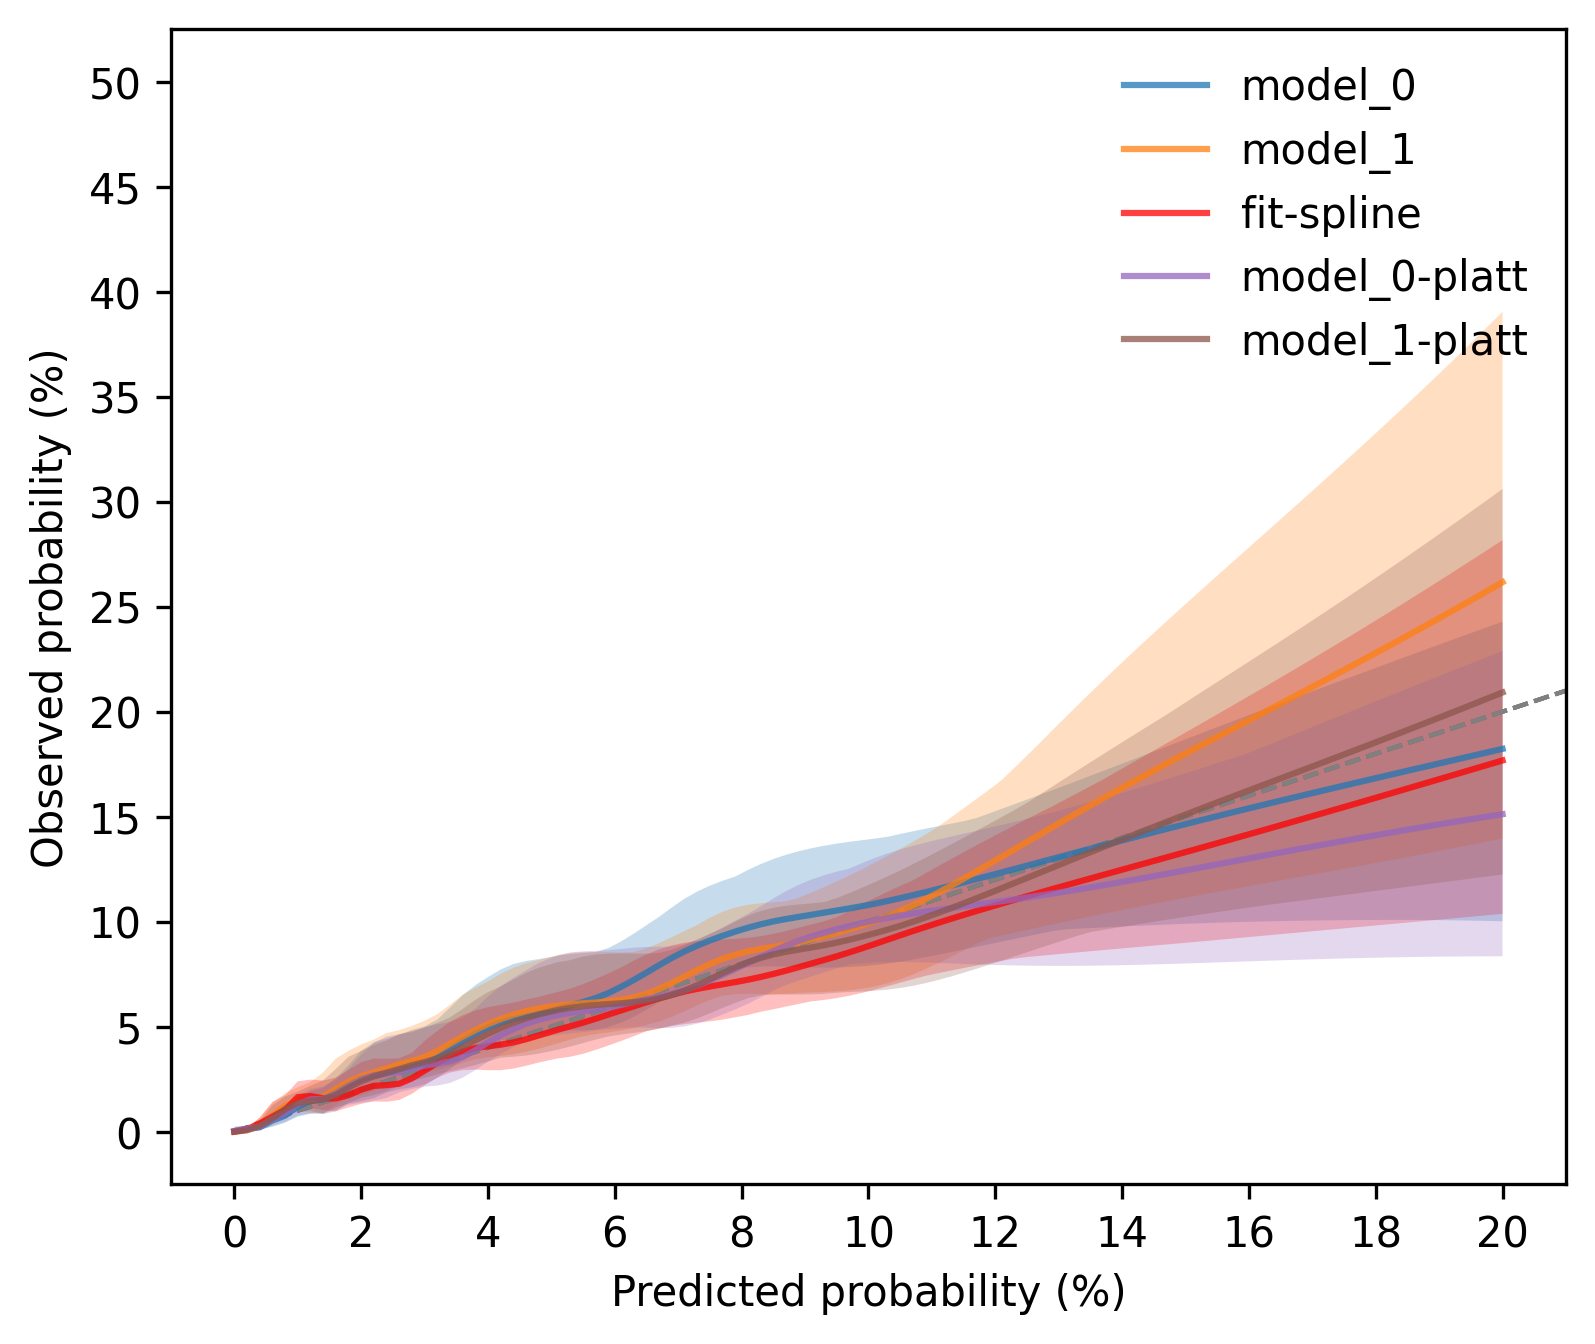 50
45
40
35
30
25
20
15
10
5
0
Observed probability (%)
model_0
model_1
fit-spline
model_0-platt
model_1-platt
0 2 4 6 8 10 12 14 16 18 20
Predicted probability (%)